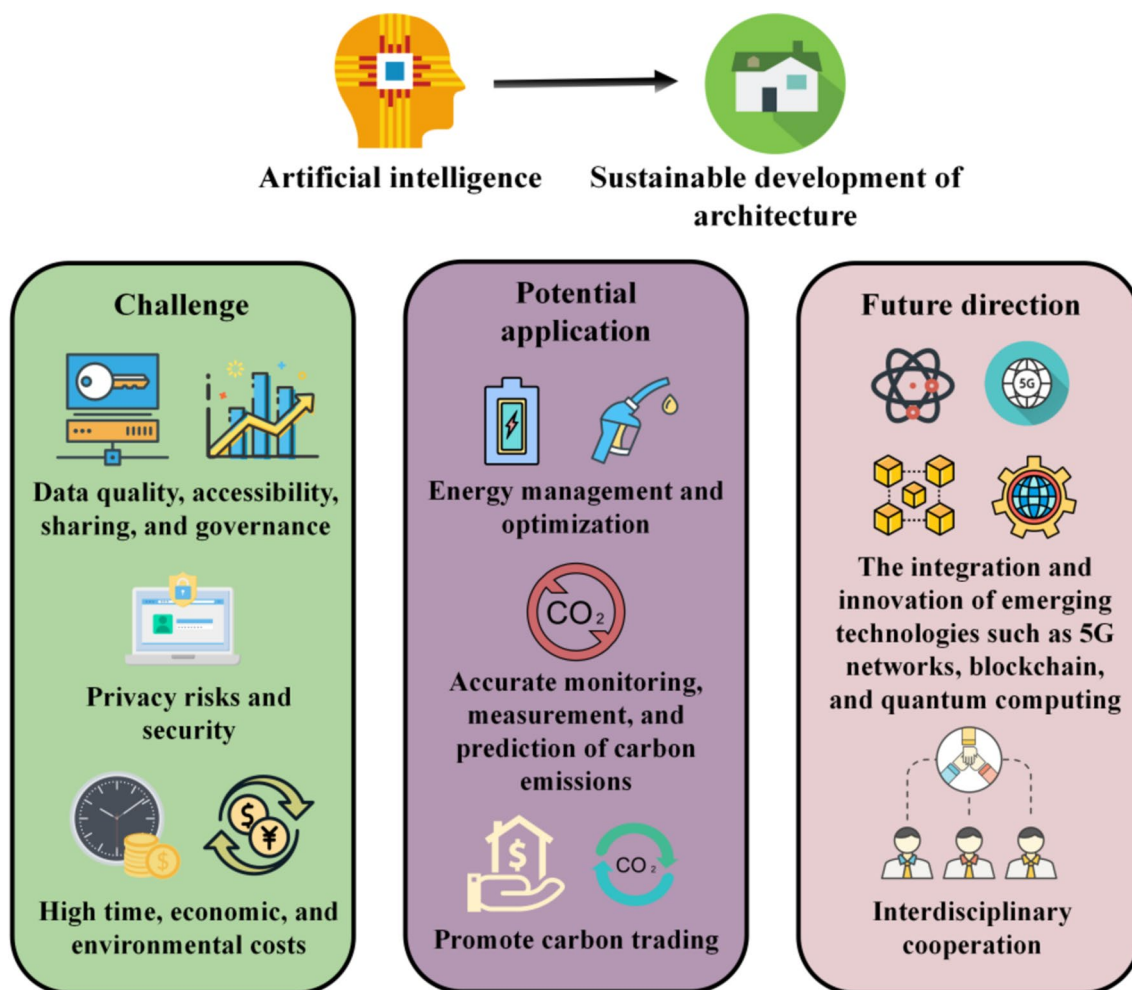 Artificial intelligence
Sustainable development of
architecture
Challenge
Data quality, accessibility,
sharing, and governance
Privacy risks and
security
$
$
¥
High time, economic, and
environmental costs
Potential
application
Energy management and
optimization
CO₂
Accurate monitoring,
measurement, and
prediction of carbon
emissions
$
CO₂
Promote carbon trading
Future direction
5G
The integration and
innovation of emerging
technologies such as 5G
networks, blockchain,
and quantum computing
Interdisciplinary
cooperation